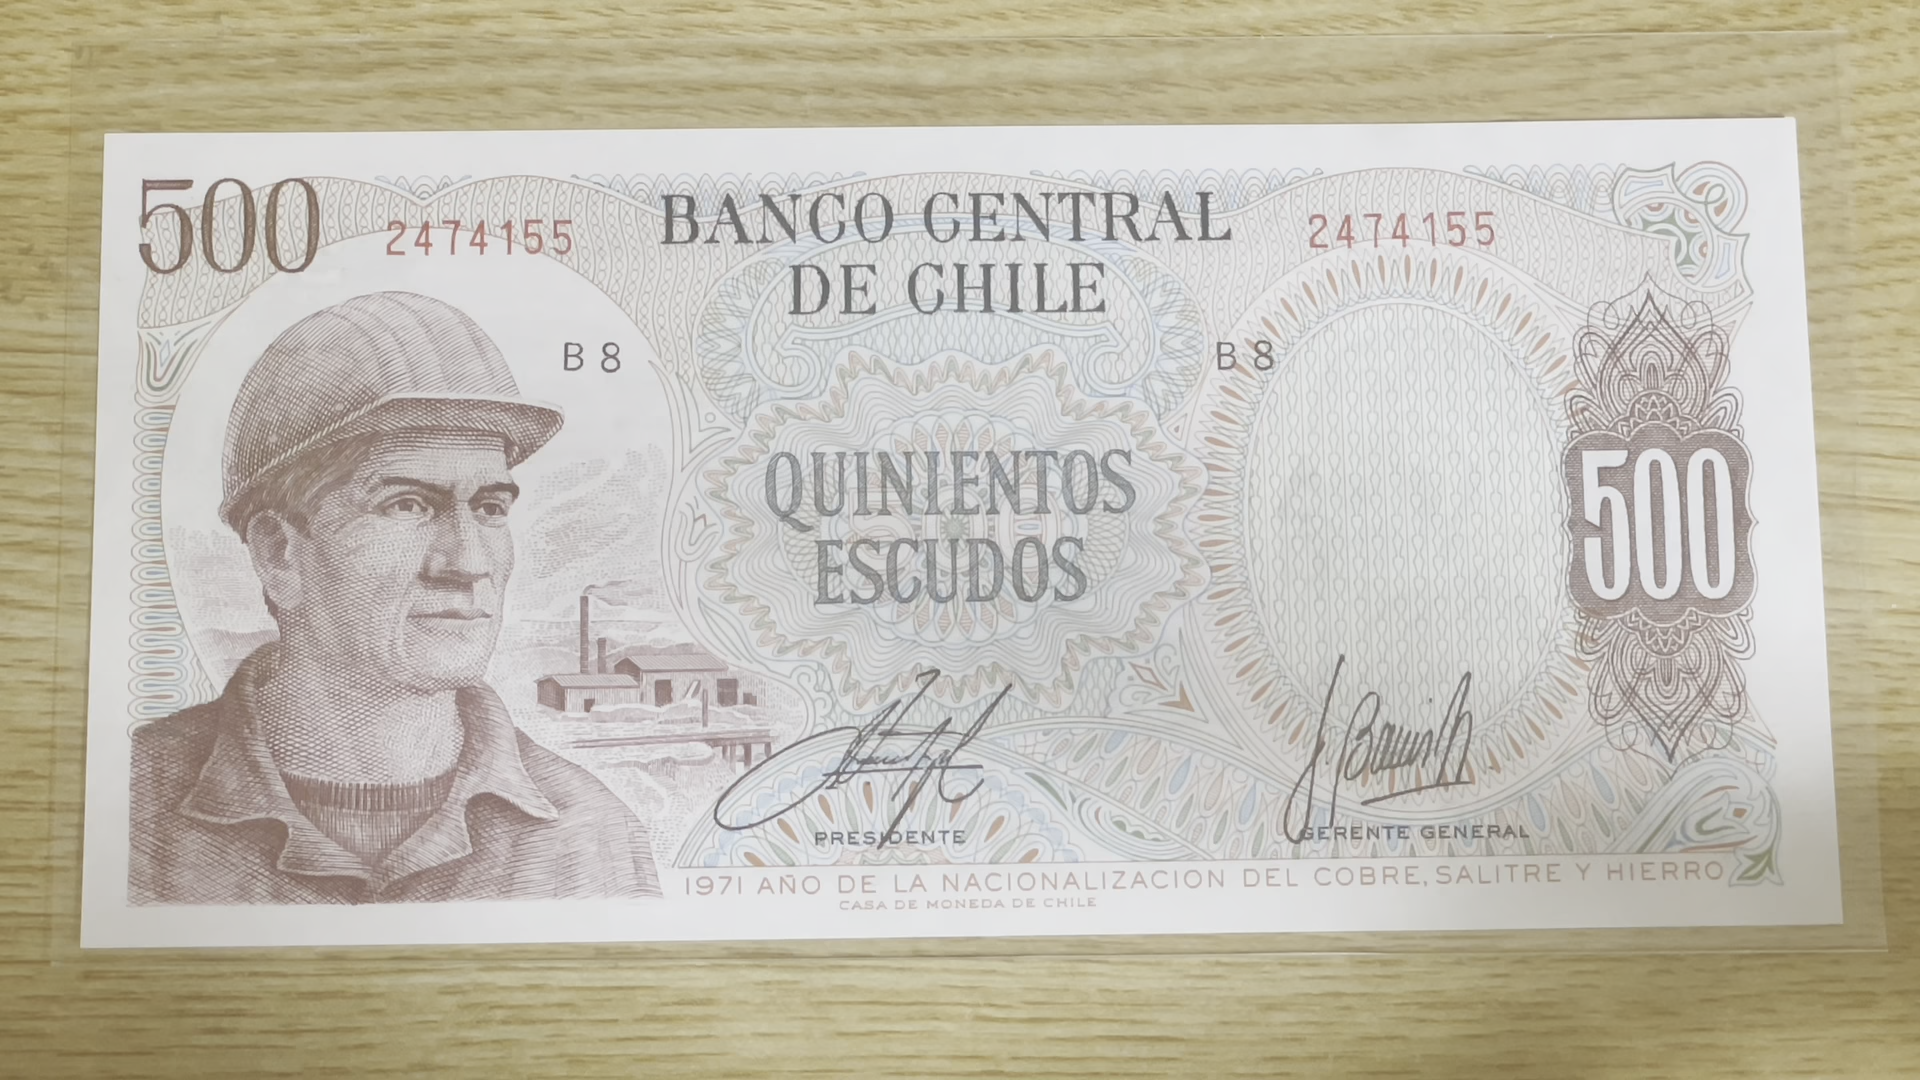 500
2474155
BANCO CENTRAL
DE CHILE
2474155
B 8
B 8
QUINIENTOS
ESCUDOS
500
PRESIDENTE
GERENTE GENERAL
1971 AÑO DE LA NACIONALIZACION DEL COBRE, SALITRE Y HIERRO
CASA DE MONEDA DE CHILE